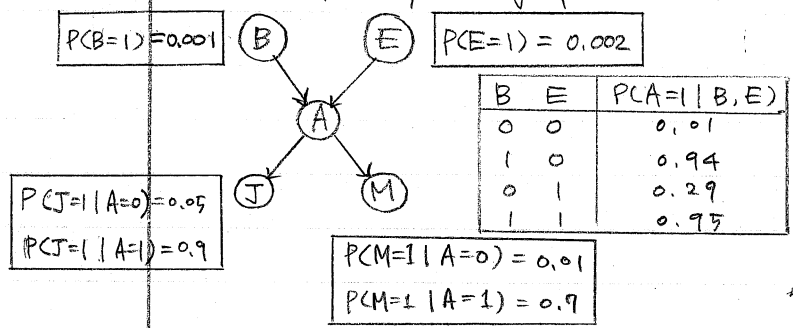 P(B=1)=0.001
B
E
P(E=1) = 0.002
B E P(A=1 | B, E)
0 0 0.01
1 0 0.94
0 1 0.29
1 1 0.95
A
J
M
P(J=1 | A=0)=0.05
P(J=1 | A=1)=0.9
P(M=1 | A=0) = 0.01
P(M=1 | A=1) = 0.7